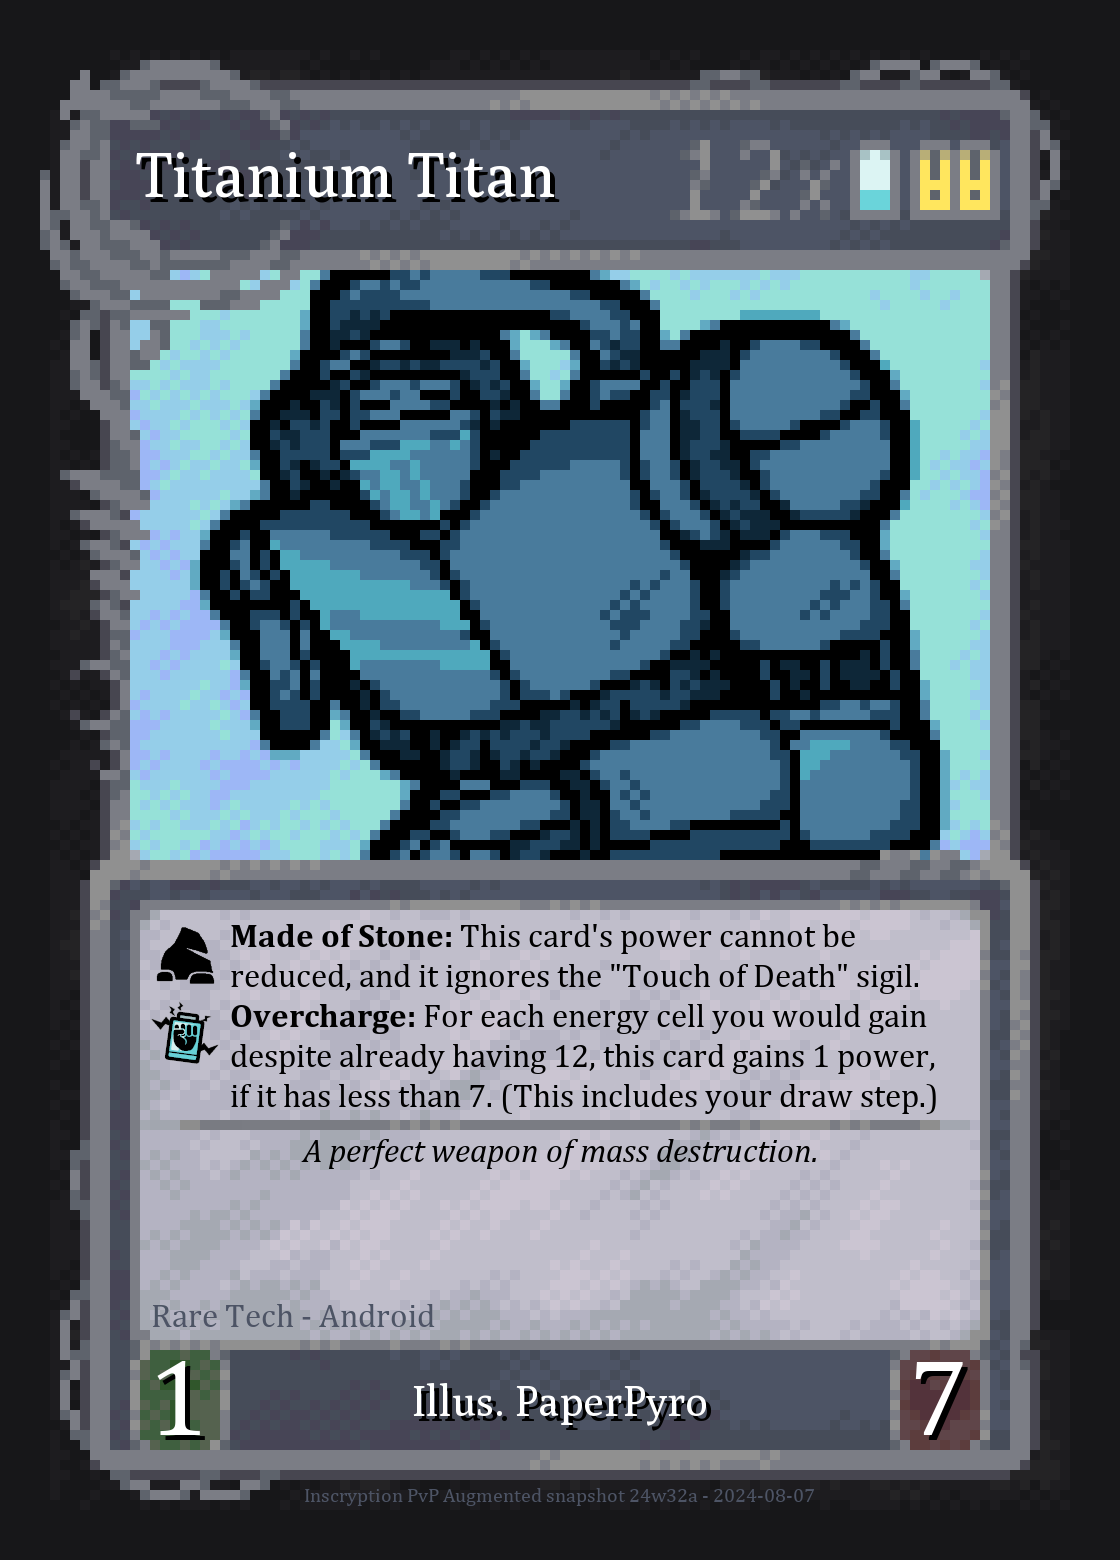 Titanium Titan 12x
Made of Stone: This card's power cannot be
reduced, and it ignores the "Touch of Death" sigil.
Overcharge: For each energy cell you would gain
despite already having 12, this card gains 1 power,
if it has less than 7. (This includes your draw step.)
A perfect weapon of mass destruction.
Rare Tech - Android
1 Illus. PaperPyro 7
Inscryption PvP Augmented snapshot 24w32a - 2024-08-07